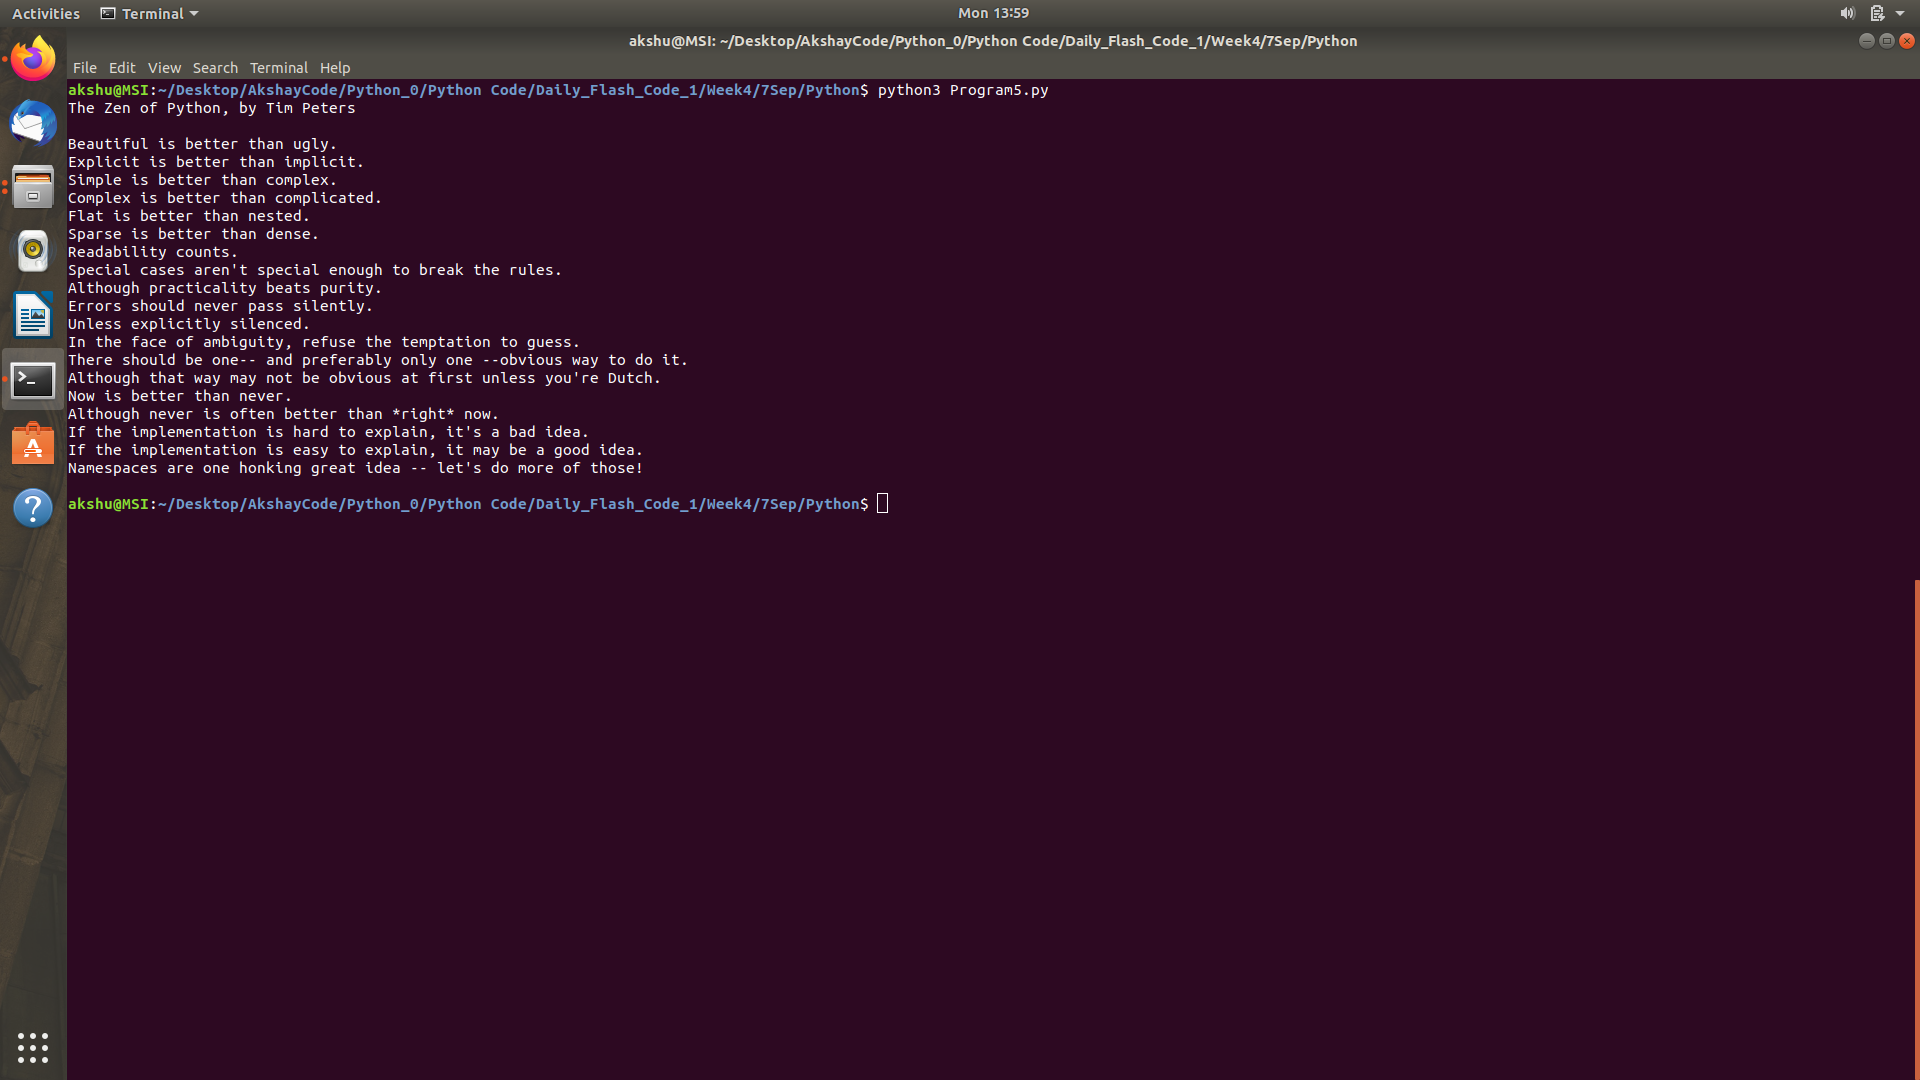 Activities Terminal Mon 13:59
akshu@MSI: ~/Desktop/AkshayCode/Python_0/Python Code/Daily_Flash_Code_1/Week4/7Sep/Python
File Edit View Search Terminal Help
akshu@MSI:~/Desktop/AkshayCode/Python_0/Python Code/Daily_Flash_Code_1/Week4/7Sep/Python$ python3 Program5.py
The Zen of Python, by Tim Peters

Beautiful is better than ugly.
Explicit is better than implicit.
Simple is better than complex.
Complex is better than complicated.
Flat is better than nested.
Sparse is better than dense.
Readability counts.
Special cases aren't special enough to break the rules.
Although practicality beats purity.
Errors should never pass silently.
Unless explicitly silenced.
In the face of ambiguity, refuse the temptation to guess.
There should be one-- and preferably only one --obvious way to do it.
Although that way may not be obvious at first unless you're Dutch.
Now is better than never.
Although never is often better than *right* now.
If the implementation is hard to explain, it's a bad idea.
If the implementation is easy to explain, it may be a good idea.
Namespaces are one honking great idea -- let's do more of those!

akshu@MSI:~/Desktop/AkshayCode/Python_0/Python Code/Daily_Flash_Code_1/Week4/7Sep/Python$